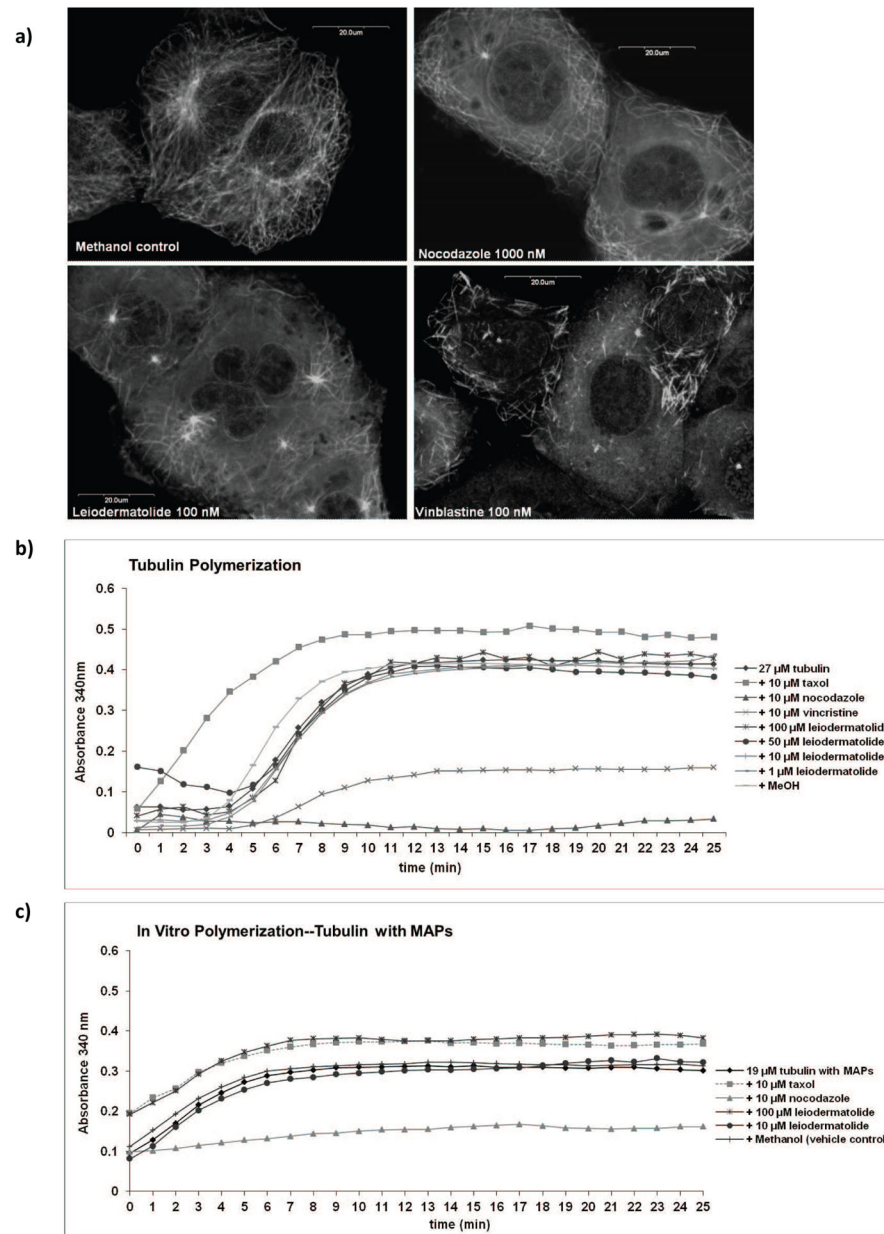 a)
20.0um
Methanol control
20.0um
Nocodazole 1000 nM
20.0um
Leiodermatolide 100 nM
20.0um
Vinblastine 100 nM
b)
Tubulin Polymerization
0.6
0.5
0.4
0.3
0.2
0.1
0
Absorbance 340nm
0 1 2 3 4 5 6 7 8 9 10 11 12 13 14 15 16 17 18 19 20 21 22 23 24 25
time (min)
27 µM tubulin
+ 10 µM taxol
+ 10 µM nocodazole
+ 10 µM vincristine
+ 100 µM leiodermatolid
+ 50 µM leiodermatolide
+ 10 µM leiodermatolide
+ 1 µM leiodermatolide
+ MeOH
c)
In Vitro Polymerization--Tubulin with MAPs
0.6
0.5
0.4
0.3
0.2
0.1
0
Absorbance 340 nm
0 1 2 3 4 5 6 7 8 9 10 11 12 13 14 15 16 17 18 19 20 21 22 23 24 25
time (min)
19 µM tubulin with MAPs
+ 10 µM taxol
+ 10 µM nocodazole
+ 100 µM leiodermatolide
+ 10 µM leiodermatolide
+ Methanol (vehicle control